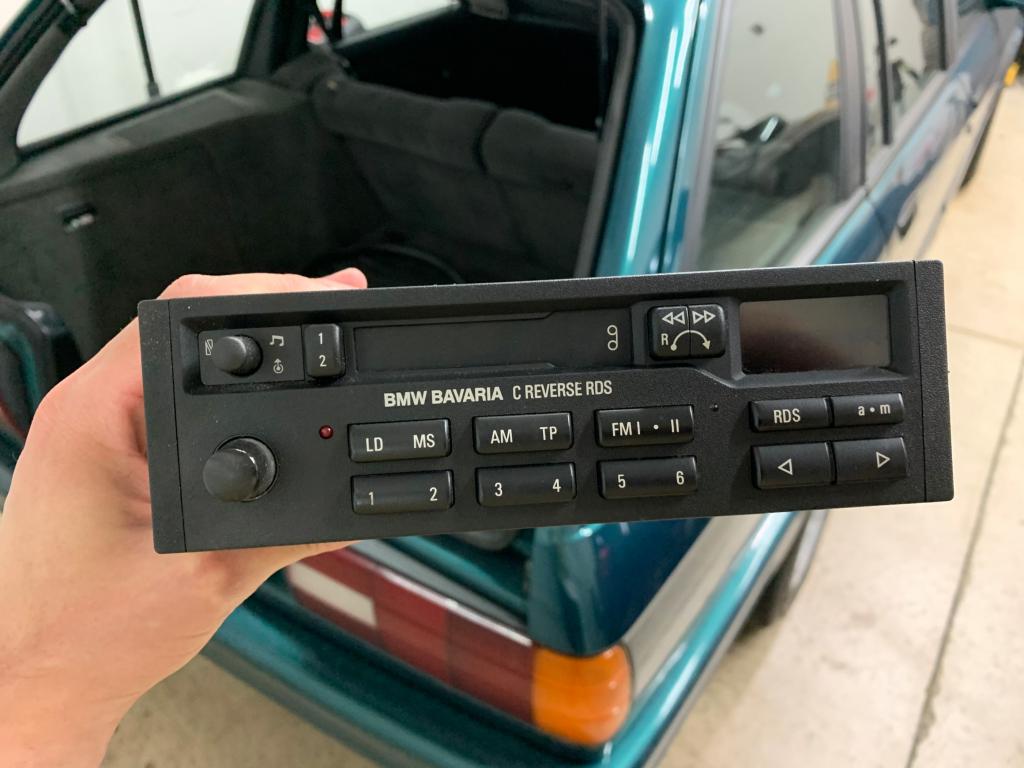 1
2
R
BMW BAVARIA C REVERSE RDS
LD MS AM TP FM I • II RDS a•m
1 2 3 4 5 6